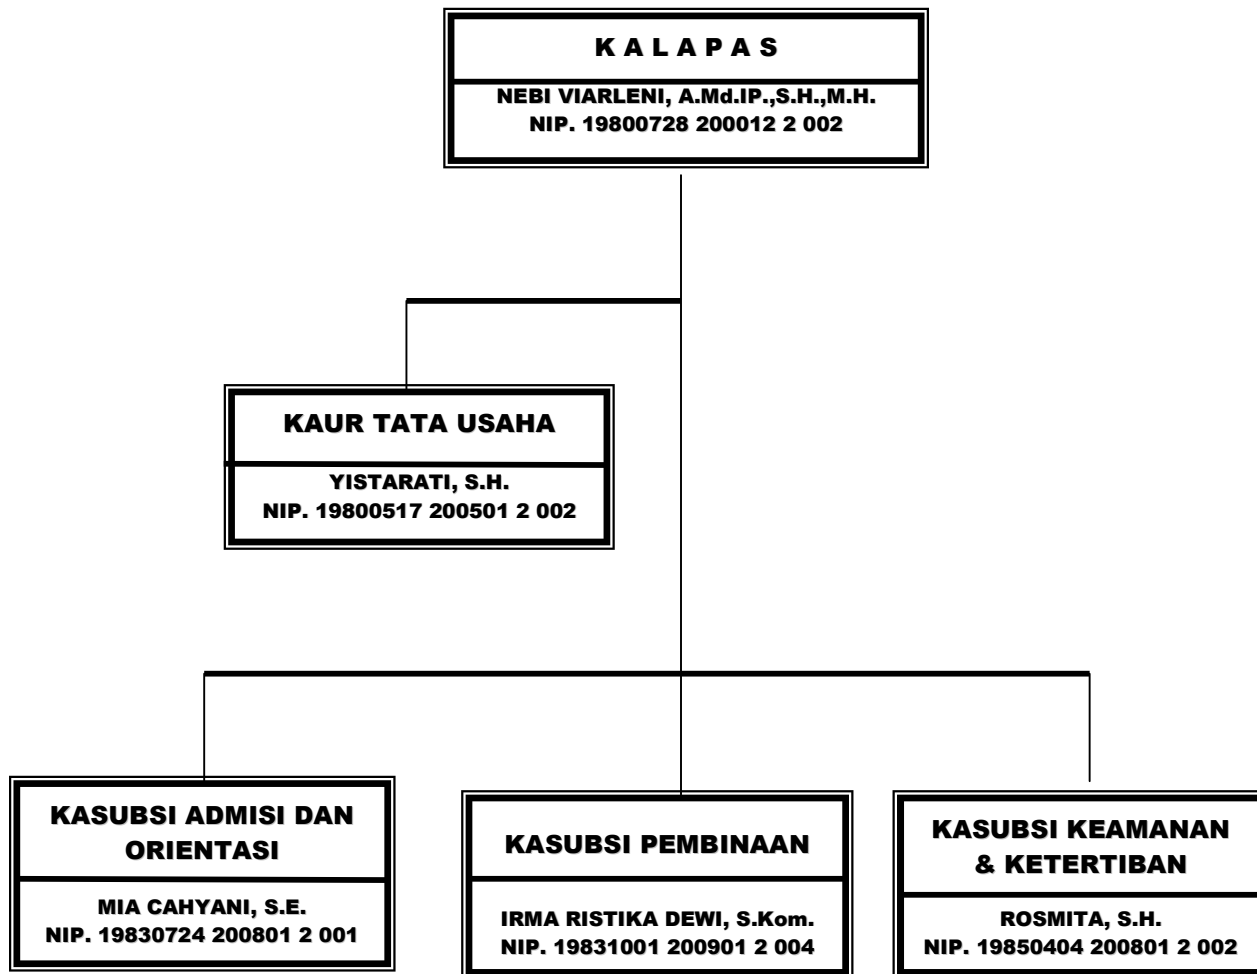 K A L A P A S
NEBI VIARLENI, A.Md.IP.,S.H.,M.H.
NIP. 19800728 200012 2 002
KAUR TATA USAHA
YISTARATI, S.H.
NIP. 19800517 200501 2 002
KASUBSI ADMISI DAN
ORIENTASI
MIA CAHYANI, S.E.
NIP. 19830724 200801 2 001
KASUBSI PEMBINAAN
IRMA RISTIKA DEWI, S.Kom.
NIP. 19831001 200901 2 004
KASUBSI KEAMANAN
& KETERTIBAN
ROSMITA, S.H.
NIP. 19850404 200801 2 002